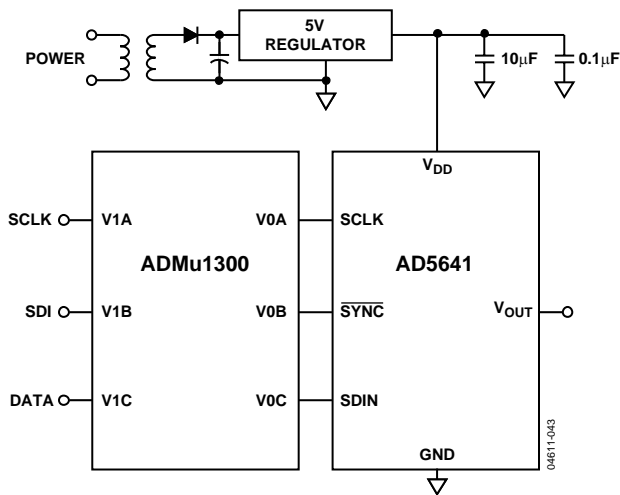 5V
REGULATOR
POWER
10μF
0.1μF
VDD
SCLK
V1A
V0A
SCLK
ADMu1300
AD5641
SDI
V1B
V0B
SYNC
VOUT
DATA
V1C
V0C
SDIN
GND
04611-043